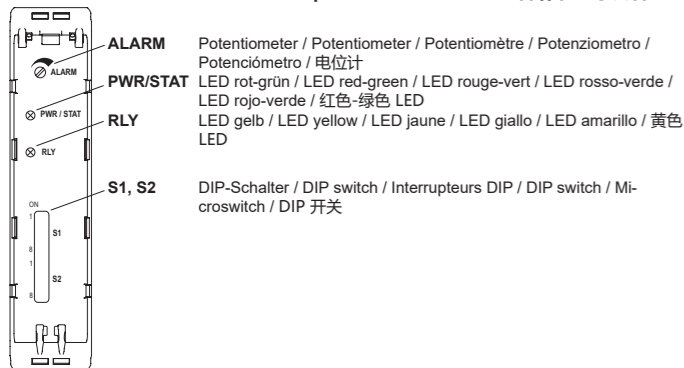 ALARM Potentiometer / Potentiometer / Potentiomètre / Potenziometro /
Potenciómetro / 电位计
PWR/STAT LED rot-grün / LED red-green / LED rouge-vert / LED rosso-verde /
LED rojo-verde / 红色-绿色 LED
RLY LED gelb / LED yellow / LED jaune / LED giallo / LED amarillo / 黄色
LED
S1, S2 DIP-Schalter / DIP switch / Interrupteurs DIP / DIP switch / Mi-
croswitch / DIP 开关
ALARM
PWR / STAT
RLY
ON
1
S1
8
1
S2
8